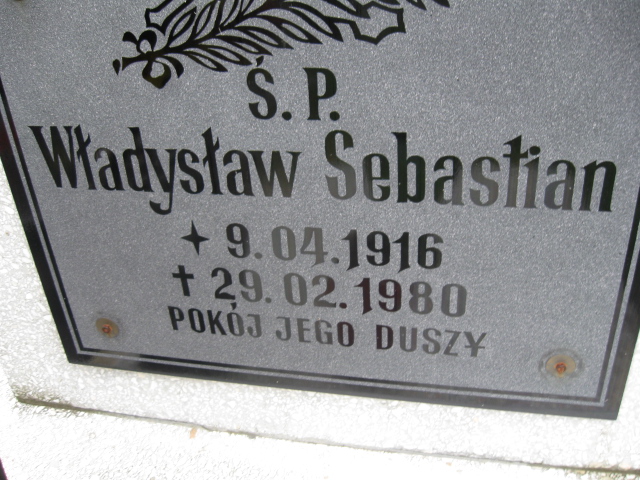 Ś. P.
Władysław Sebastian
✦ 9.04.1916
✝ 29.02.1980
POKÓJ JEGO DUSZY